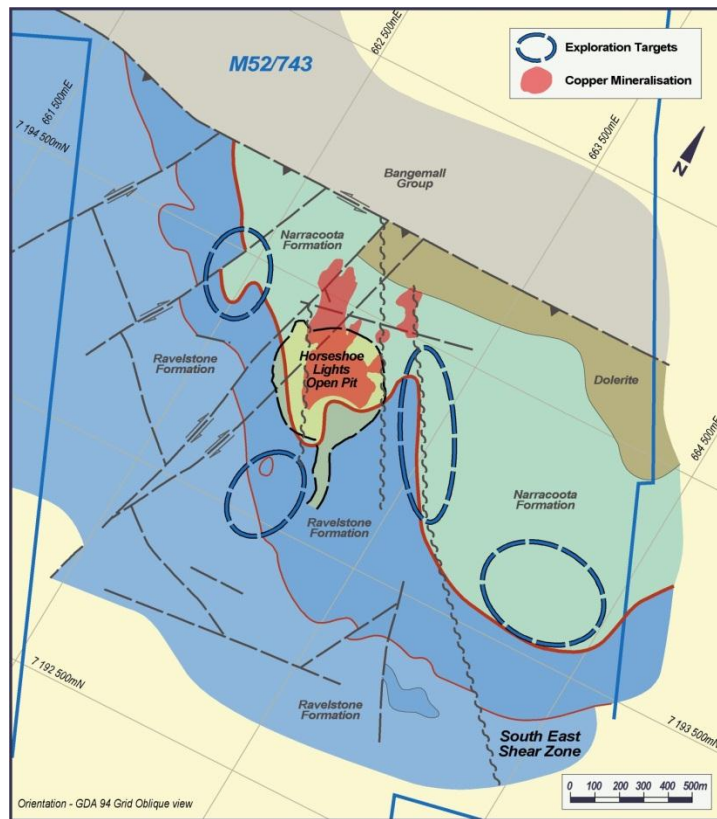 M52/743
662 500mE
Exploration Targets
Copper Mineralisation
661 500mE
7 194 500mN
663 500mE
N
Bangemall
Group
Narracoota
Formation
Ravelstone
Formation
Horseshoe
Lights
Open Pit
Dolerite
664 500mE
Narracoota
Formation
Ravelstone
Formation
7 192 500mN
Ravelstone
Formation
7 193 500mN
South East
Shear Zone
0 100 200 300 400 500m
Orientation - GDA 94 Grid Oblique view